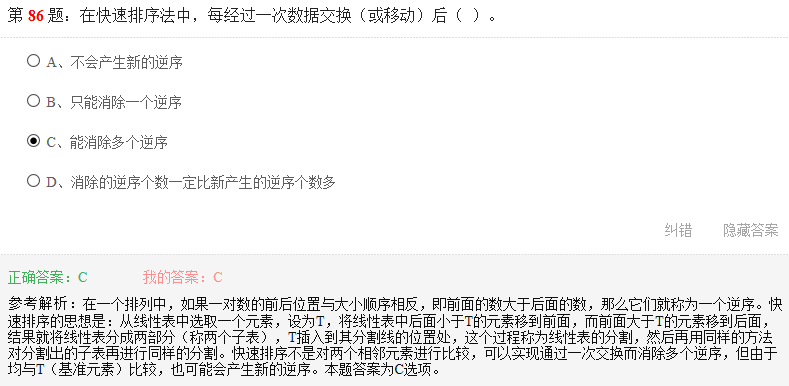 第 86 题：在快速排序法中，每经过一次数据交换（或移动）后（ ）。
A、不会产生新的逆序
B、只能消除一个逆序
C、能消除多个逆序
D、消除的逆序个数一定比新产生的逆序个数多
纠错 隐藏答案
正确答案：C 我的答案：C
参考解析：在一个排列中，如果一对数的前后位置与大小顺序相反，即前面的数大于后面的数，那么它们就称为一个逆序。快
速排序的思想是：从线性表中选取一个元素，设为T，将线性表中后面小于T的元素移到前面，而前面大于T的元素移到后面，
结果就将线性表分成两部分（称两个子表），T插入到其分割线的位置处，这个过程称为线性表的分割，然后再用同样的方法
对分割出的子表再进行同样的分割。快速排序不是对两个相邻元素进行比较，可以实现通过一次交换而消除多个逆序，但由于
均与T（基准元素）比较，也可能会产生新的逆序。本题答案为C选项。